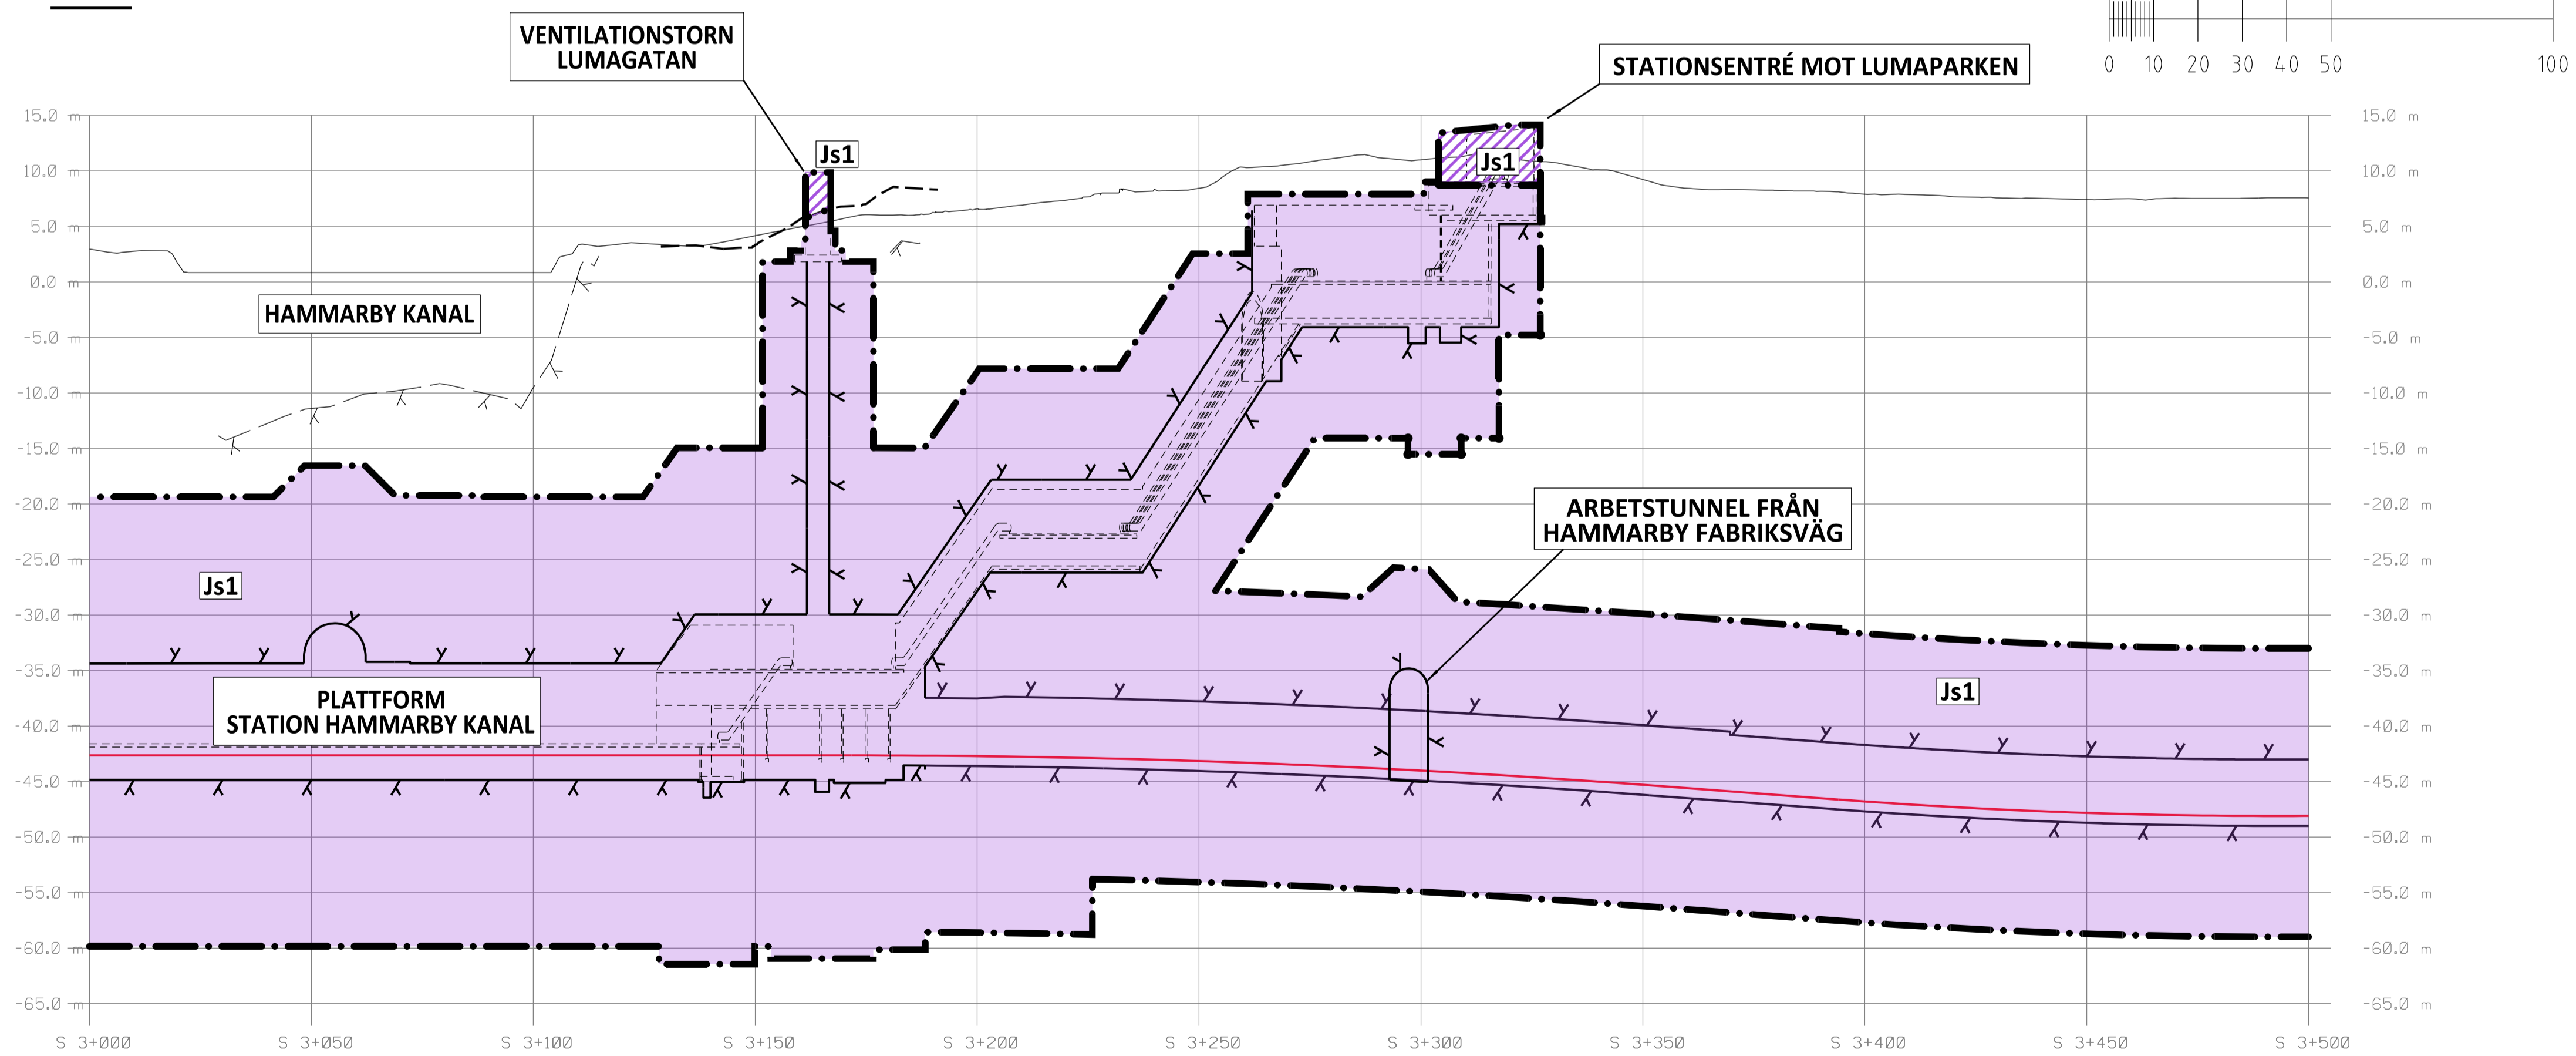 VENTILATIONSTORN
LUMAGATAN
STATIONSENTRÉ MOT LUMAPARKEN
0 10 20 30 40 50 100
15.0 m 15.0 m
Js1
Js1
10.0 m 10.0 m
5.0 m 5.0 m
0.0 m 0.0 m
HAMMARBY KANAL
-5.0 m -5.0 m
-10.0 m -10.0 m
-15.0 m -15.0 m
-20.0 m -20.0 m
ARBETSTUNNEL FRÅN
HAMMARBY FABRIKSVÄG
-25.0 m -25.0 m
Js1
-30.0 m -30.0 m
-35.0 m -35.0 m
Js1
PLATTFORM
STATION HAMMARBY KANAL
-40.0 m -40.0 m
-45.0 m -45.0 m
-50.0 m -50.0 m
-55.0 m -55.0 m
-60.0 m -60.0 m
-65.0 m -65.0 m
S 3+000 S 3+050 S 3+100 S 3+150 S 3+200 S 3+250 S 3+300 S 3+350 S 3+400 S 3+450 S 3+500